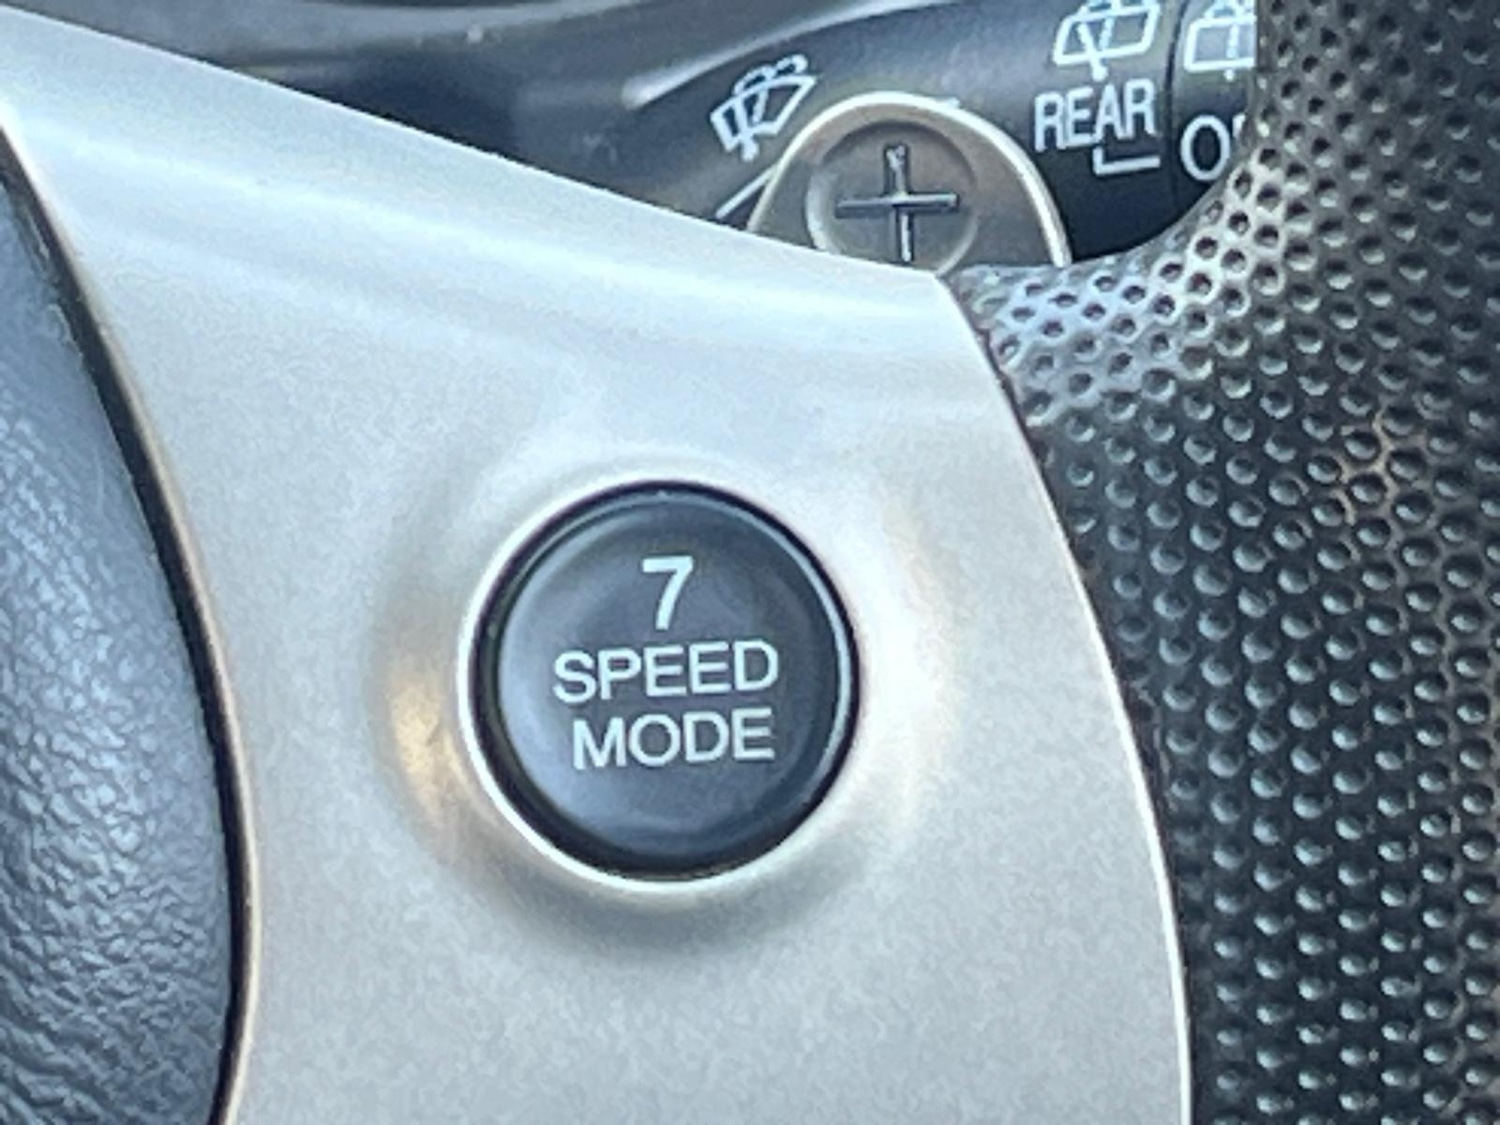 REAR
+
7
SPEED
MODE